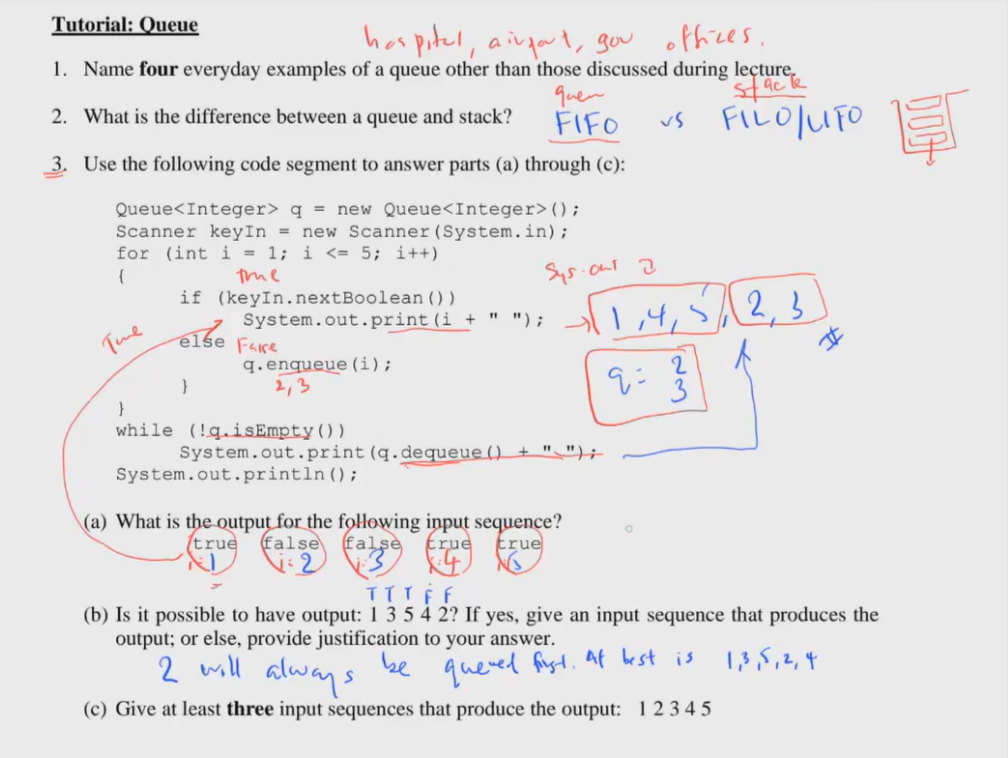 Tutorial: Queue
hospital, airport, gov offices.
1. Name four everyday examples of a queue other than those discussed during lecture.
queue stack
2. What is the difference between a queue and stack? FIFO vs FILO/LIFO
3. Use the following code segment to answer parts (a) through (c):
Queue<Integer> q = new Queue<Integer>();
Scanner keyIn = new Scanner(System.in);
for (int i = 1; i <= 5; i++)
{ true Sys.out
if (keyIn.nextBoolean())
System.out.print(i + " "); 1, 4, 5, 2, 3
True else False
q.enqueue(i); q = 2
} 2, 3 3
}
while (!q.isEmpty())
System.out.print(q.dequeue() + " ");
System.out.println();
(a) What is the output for the following input sequence?
true false false true true
i:1 i:2 i:3 i:4 i:5
T T T F F
(b) Is it possible to have output: 1 3 5 4 2? If yes, give an input sequence that produces the
output; or else, provide justification to your answer.
2 will always be queued first. At best is 1,3,5,2,4
(c) Give at least three input sequences that produce the output: 1 2 3 4 5